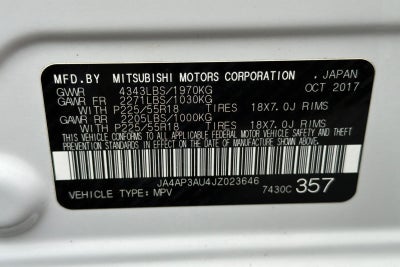 MFD.BY MITSUBISHI MOTORS CORPORATION , JAPAN
GVWR 4343LBS/1970KG OCT 2017
GAWR FR 2271LBS/1030KG
WITH P225/55R18 TIRES 18X7.0J RIMS
GAWR RR 2205LBS/1000KG
WITH P225/55R18 TIRES 18X7.0J RIMS
THIS VEHICLE CONFORMS TO ALL APPLICABLE FEDERAL MOTOR
VEHICLE SAFETY AND THEFT PREVENTION STANDARDS IN EFFECT
ON THE DATE OF MANUFACTURE SHOWN ABOVE.
JA4AP3AU4JZ023646
VEHICLE TYPE: MPV 7430C 357